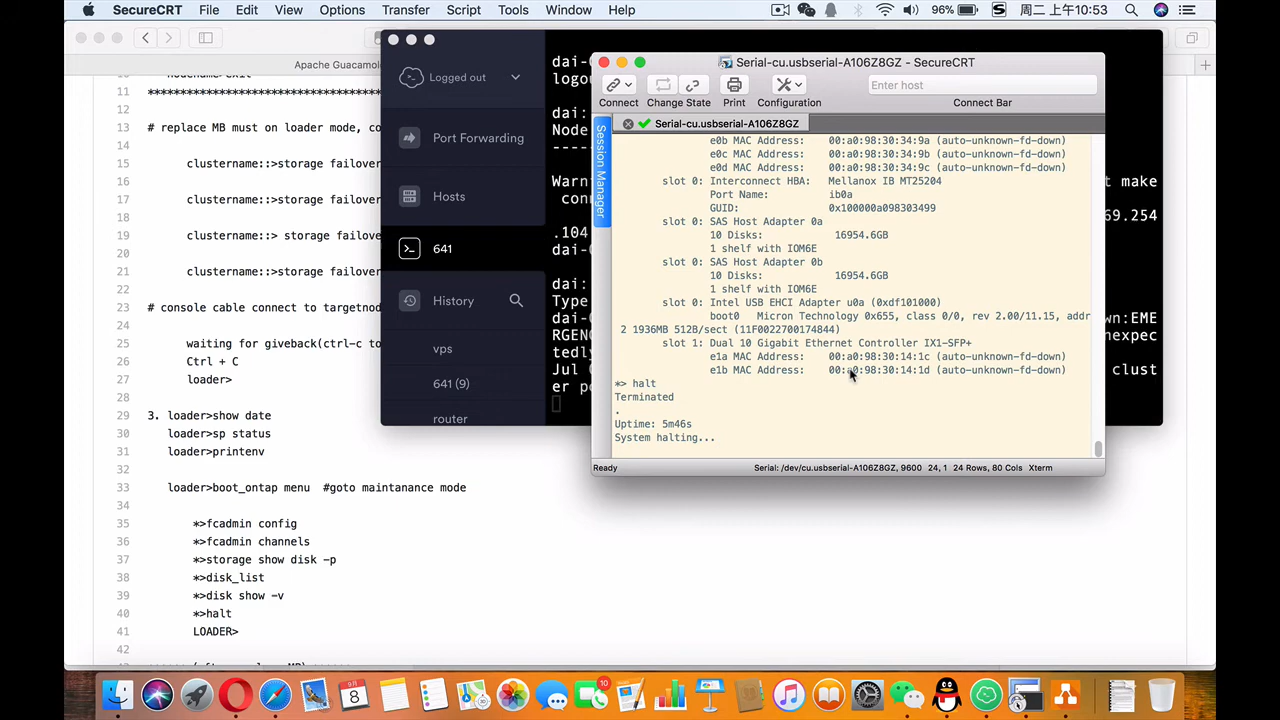 SecureCRT File Edit View Options Transfer Script Tools Window Help 96% 周二 上午10:53
Apache Guacamol
10 nodename>exit
11 ****************************************
12
13 # replace MB must on loader mode, co
14
15 clustername::>storage failove
16
17 clustername::>storage failove
18
19 clustername::> storage failov
20
21 clustername::>storage failove
22
23 # console cable connect to targetnod
24
25 waiting for giveback(ctrl-c to
26 Ctrl + C
27 loader>
28
29 3. loader>show date
30 loader>sp status
31 loader>printenv
32
33 loader>boot_ontap menu #goto maintanance mode
34
35 *>fcadmin config
36 *>fcadmin channels
37 *>storage show disk -p
38 *>disk_list
39 *>disk show -v
40 *>halt
41 LOADER>
42
Logged out
Port Forwarding
Hosts
641
History
vps
641 (9)
router
dai-
logou
dai:
Node
----
Warn
t make
con
69.254
.104
dai-
dai:
Type
dai-
wn:EME
RGENC
nexpec
tedly
Jul
clust
er po
Serial-cu.usbserial-A106Z8GZ - SecureCRT
Enter host
Connect Change State Print Configuration Connect Bar
Serial-cu.usbserial-A106Z8GZ
Session Manager
e0b MAC Address: 00:a0:98:30:34:9a (auto-unknown-fd-down)
e0c MAC Address: 00:a0:98:30:34:9b (auto-unknown-fd-down)
e0d MAC Address: 00:a0:98:30:34:9c (auto-unknown-fd-down)
slot 0: Interconnect HBA: Mellanox IB MT25204
Port Name: ib0a
GUID: 0x100000a098303499
slot 0: SAS Host Adapter 0a
10 Disks: 16954.6GB
1 shelf with IOM6E
slot 0: SAS Host Adapter 0b
10 Disks: 16954.6GB
1 shelf with IOM6E
slot 0: Intel USB EHCI Adapter u0a (0xdf101000)
boot0 Micron Technology 0x655, class 0/0, rev 2.00/11.15, addr
2 1936MB 512B/sect (11F0022700174844)
slot 1: Dual 10 Gigabit Ethernet Controller IX1-SFP+
e1a MAC Address: 00:a0:98:30:14:1c (auto-unknown-fd-down)
e1b MAC Address: 00:a0:98:30:14:1d (auto-unknown-fd-down)
*> halt
Terminated
.
Uptime: 5m46s
System halting...
Ready Serial: /dev/cu.usbserial-A106Z8GZ, 9600 24, 1 24 Rows, 80 Cols Xterm